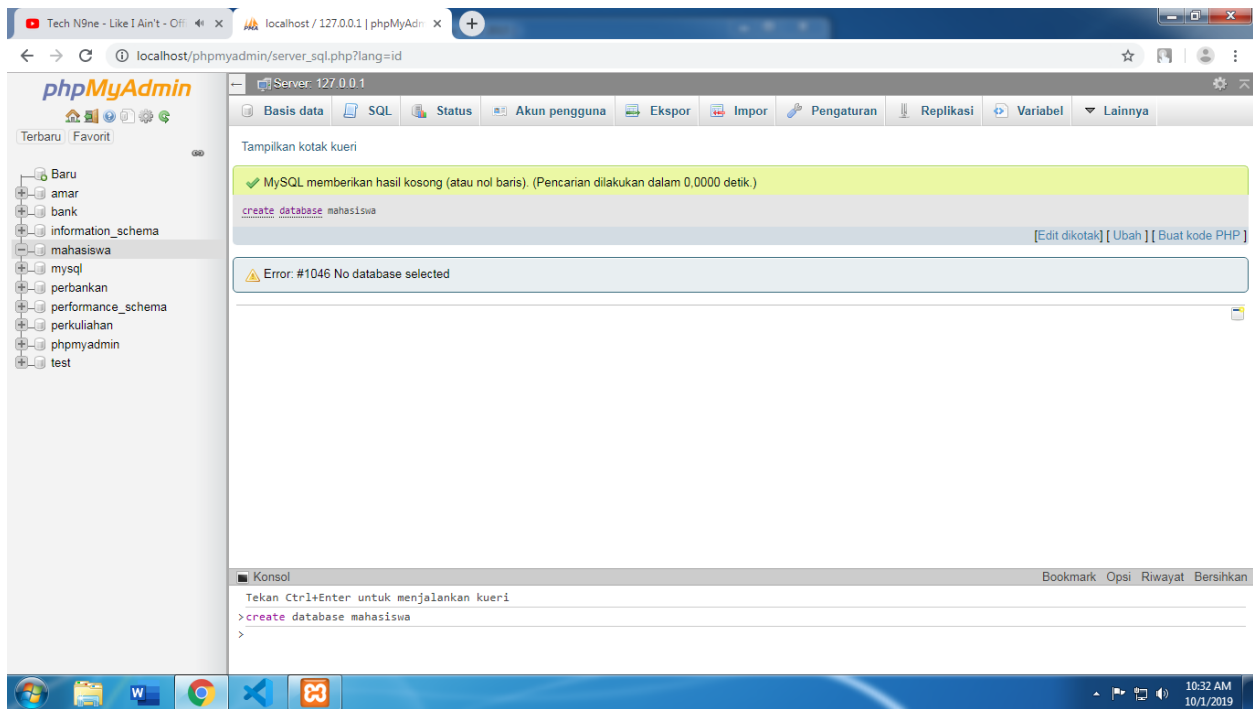 Tech N9ne - Like I Ain't - Offi
localhost / 127.0.0.1 | phpMyAdm
localhost/phpmyadmin/server_sql.php?lang=id
phpMyAdmin
Terbaru Favorit
Baru
amar
bank
information_schema
mahasiswa
mysql
perbankan
performance_schema
perkuliahan
phpmyadmin
test
Server: 127.0.0.1
Basis data SQL Status Akun pengguna Ekspor Impor Pengaturan Replikasi Variabel Lainnya
Tampilkan kotak kueri
MySQL memberikan hasil kosong (atau nol baris). (Pencarian dilakukan dalam 0,0000 detik.)
create database mahasiswa
[Edit dikotak] [ Ubah ] [ Buat kode PHP ]
Error: #1046 No database selected
Konsol Bookmark Opsi Riwayat Bersihkan
Tekan Ctrl+Enter untuk menjalankan kueri
>create database mahasiswa
>
10:32 AM
10/1/2019